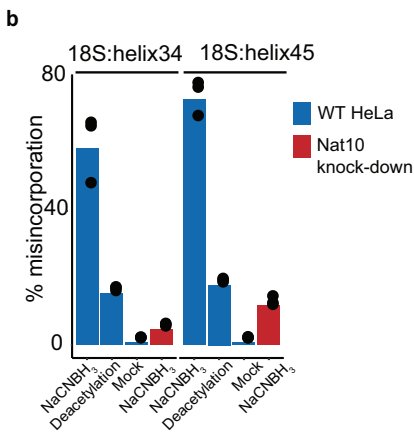 b
18S:helix34 18S:helix45
80
40
0
% misincorporation
WT HeLa
Nat10
knock-down
NaCNBH₃
Deacetylation
Mock
NaCNBH₃
NaCNBH₃
Deacetylation
Mock
NaCNBH₃